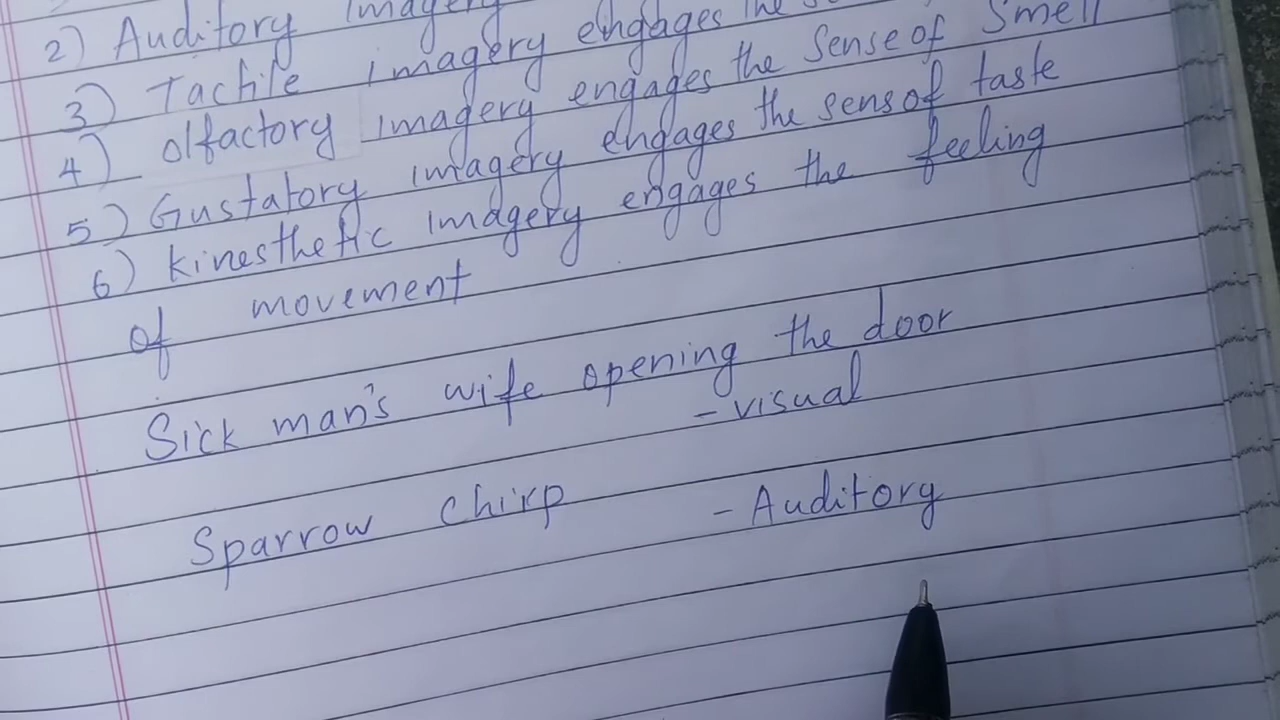 2) Auditory imagery
3) Tactile imagery engages the
4) olfactory imagery engages the sense of smell
5) Gustatory imagery engages the sens of taste
6) kinesthetic imagery engages the feeling
of movement
Sick man's wife opening the door
- visual
Sparrow chirp - Auditory